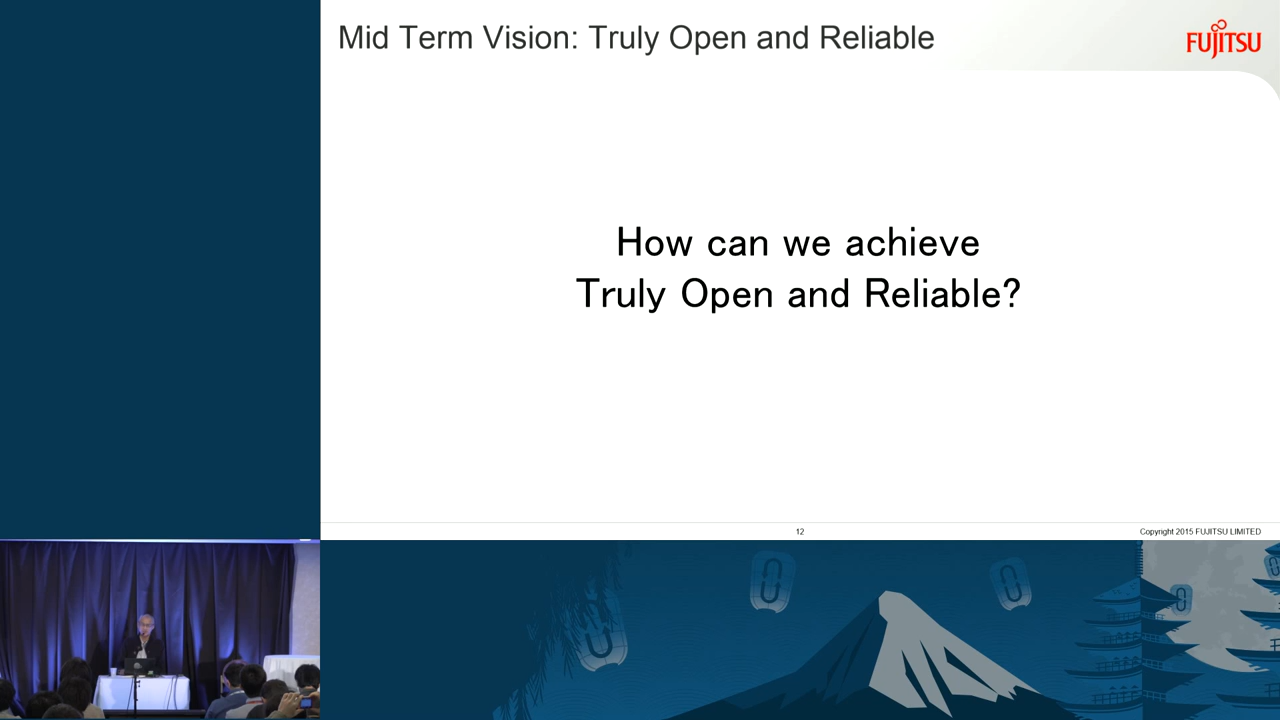 Mid Term Vision: Truly Open and Reliable
FUJITSU
How can we achieve
Truly Open and Reliable?
12
Copyright 2015 FUJITSU LIMITED